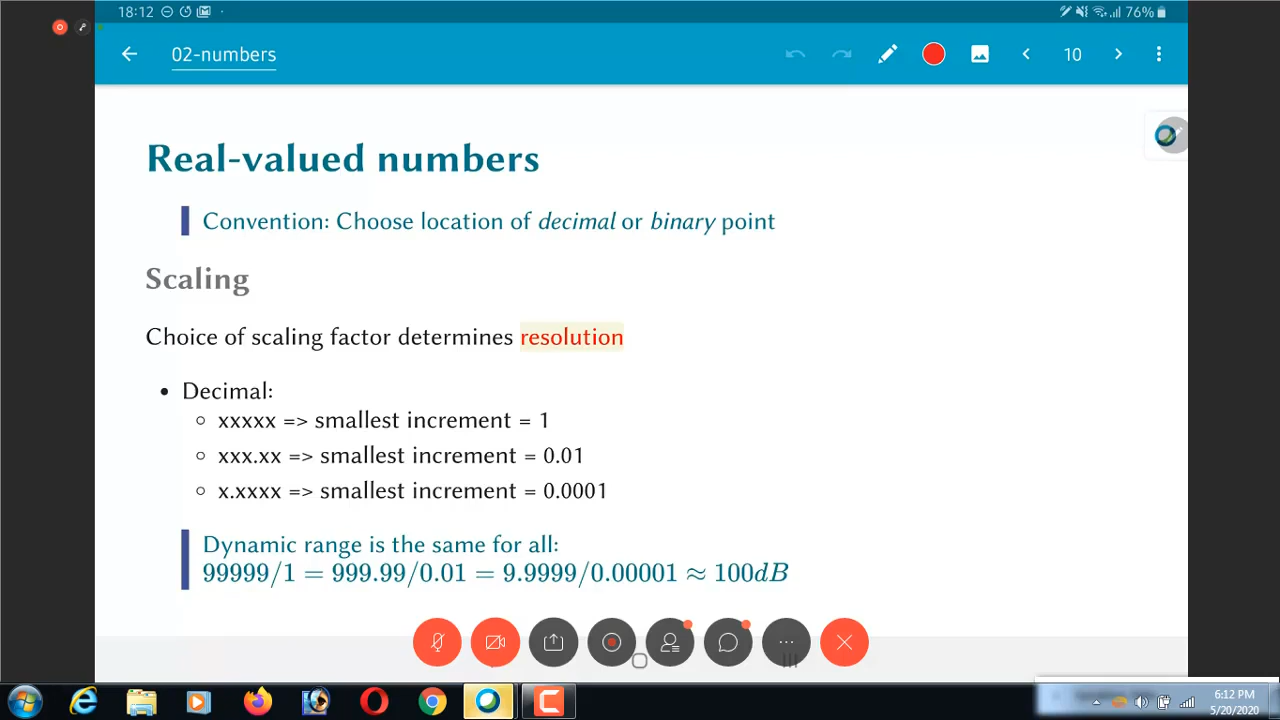 18:12
76%
02-numbers
10
Real-valued numbers
Convention: Choose location of decimal or binary point
Scaling
Choice of scaling factor determines resolution
• Decimal:
○ xxxxx => smallest increment = 1
○ xxx.xx => smallest increment = 0.01
○ x.xxxx => smallest increment = 0.0001
Dynamic range is the same for all:
99999/1 = 999.99/0.01 = 9.9999/0.00001 ≈ 100dB
6:12 PM
5/20/2020